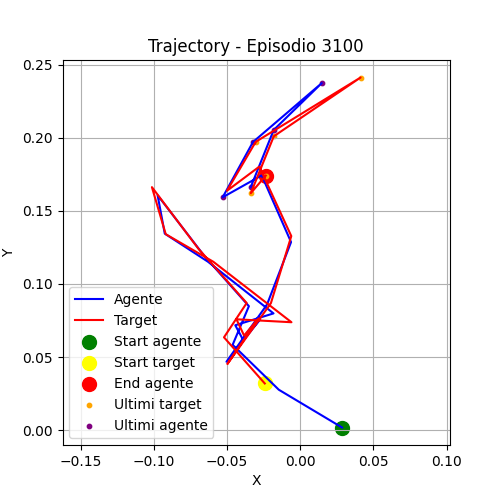 Trajectory - Episodio 3100
0.25
0.20
0.15
0.10
0.05
0.00
Y
−0.15
−0.10
−0.05
0.00
0.05
0.10
X
Agente
Target
Start agente
Start target
End agente
Ultimi target
Ultimi agente